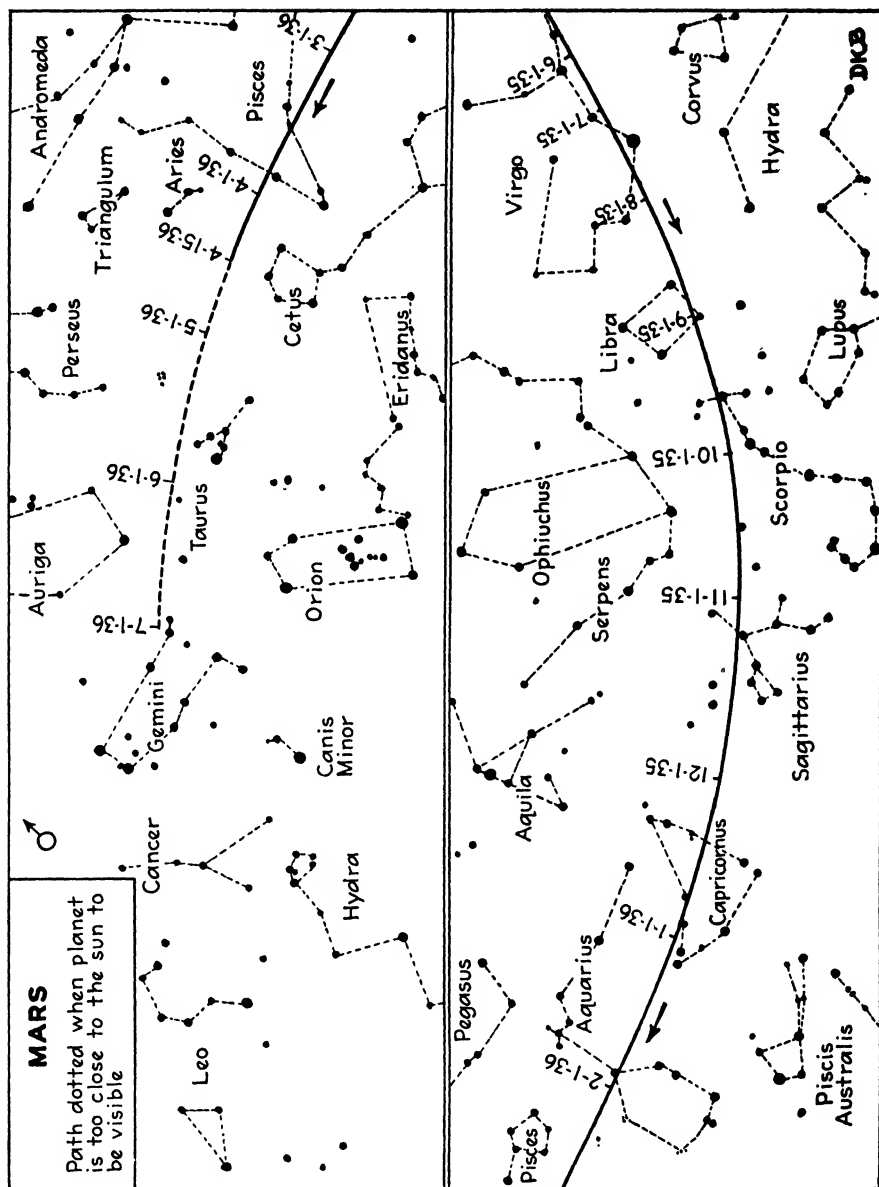 MARS
Path dotted when planet
is too close to the sun to
be visible
Andromeda
Pisces
3·1·36
Triangulum
Aries
4·1·36
4·15·36
Perseus
5·1·36
Cetus
Eridanus
Taurus
6·1·36
Auriga
Orion
7·1·36
Gemini
Canis
Minor
Cancer
Hydra
Leo
6·1·35
Corvus
DKB
7·1·35
Virgo
Hydra
8·1·35
Libra
9·1·35
Lupus
10·1·35
Scorpio
Ophiuchus
Serpens
11·1·35
Sagittarius
Aquila
12·1·35
Capricornus
1·1·36
Pegasus
Aquarius
2·1·36
Piscis
Australis
Pisces